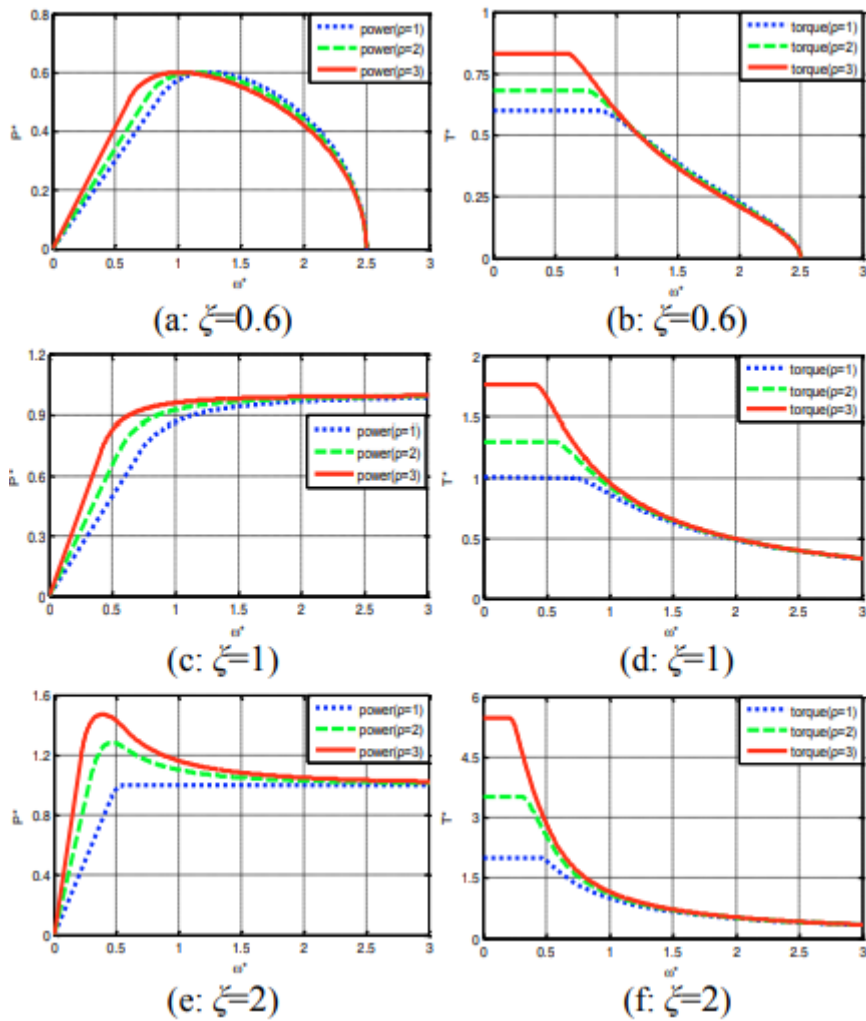 0.8
0.6
0.4
0.2
0
P*
power(ρ=1)
power(ρ=2)
power(ρ=3)
0 0.5 1 1.5 2 2.5 3
ω*
(a: ξ=0.6)
1
0.75
0.5
0.25
0
T*
torque(ρ=1)
torque(ρ=2)
torque(ρ=3)
0 0.5 1 1.5 2 2.5 3
ω*
(b: ξ=0.6)
1.2
0.9
0.6
0.3
0
P*
power(ρ=1)
power(ρ=2)
power(ρ=3)
0 0.5 1 1.5 2 2.5 3
ω*
(c: ξ=1)
2
1.5
1
0.5
0
T*
torque(ρ=1)
torque(ρ=2)
torque(ρ=3)
0 0.5 1 1.5 2 2.5 3
ω*
(d: ξ=1)
1.6
1.2
0.8
0.4
0
P*
power(ρ=1)
power(ρ=2)
power(ρ=3)
0 0.5 1 1.5 2 2.5 3
ω*
(e: ξ=2)
6
4.5
3
1.5
0
T*
torque(ρ=1)
torque(ρ=2)
torque(ρ=3)
0 0.5 1 1.5 2 2.5 3
ω*
(f: ξ=2)